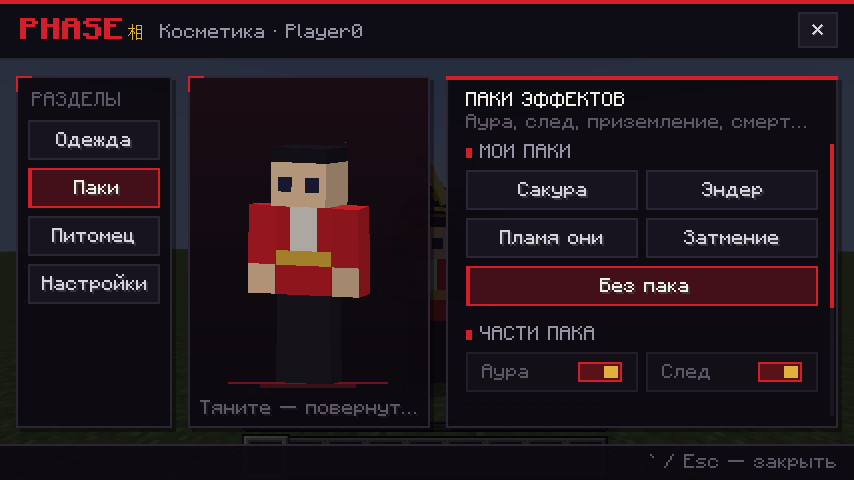 PHASE 相 Косметика · Player0
×
РАЗДЕЛЫ
Одежда
Паки
Питомец
Настройки
Тяните — повернут...
ПАКИ ЭФФЕКТОВ
Аура, след, приземление, смерт...
МОИ ПАКИ
Сакура
Эндер
Пламя они
Затмение
Без пака
ЧАСТИ ПАКА
Аура
След
` / Esc — закрыть